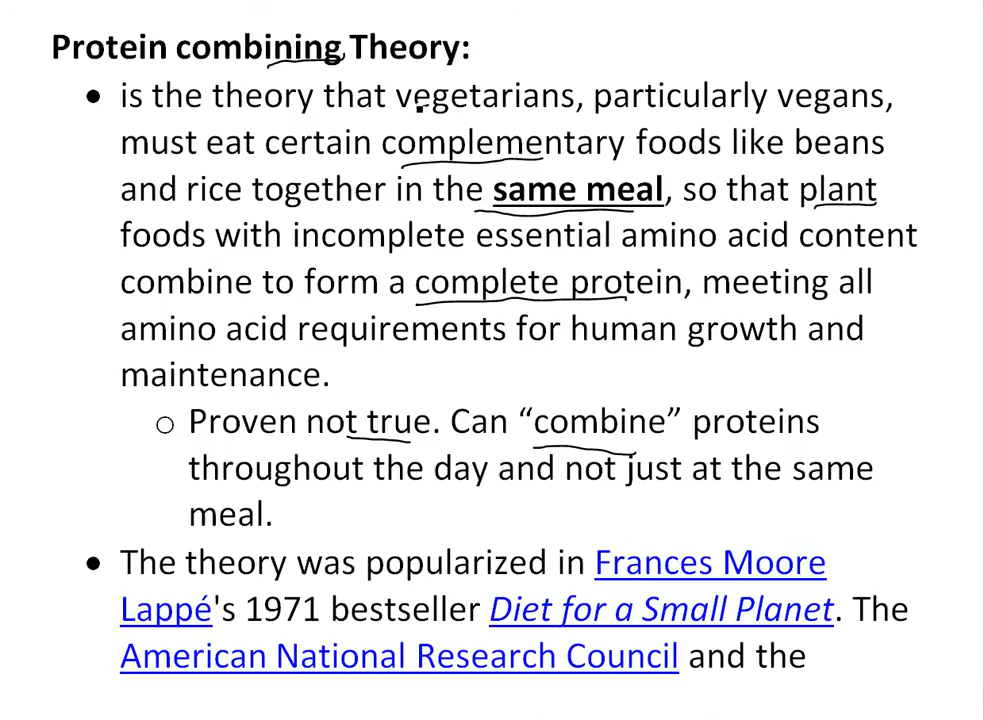 Protein combining Theory:
• is the theory that vegetarians, particularly vegans,
must eat certain complementary foods like beans
and rice together in the same meal, so that plant
foods with incomplete essential amino acid content
combine to form a complete protein, meeting all
amino acid requirements for human growth and
maintenance.
○ Proven not true. Can “combine” proteins
throughout the day and not just at the same
meal.
• The theory was popularized in Frances Moore
Lappé's 1971 bestseller Diet for a Small Planet. The
American National Research Council and the